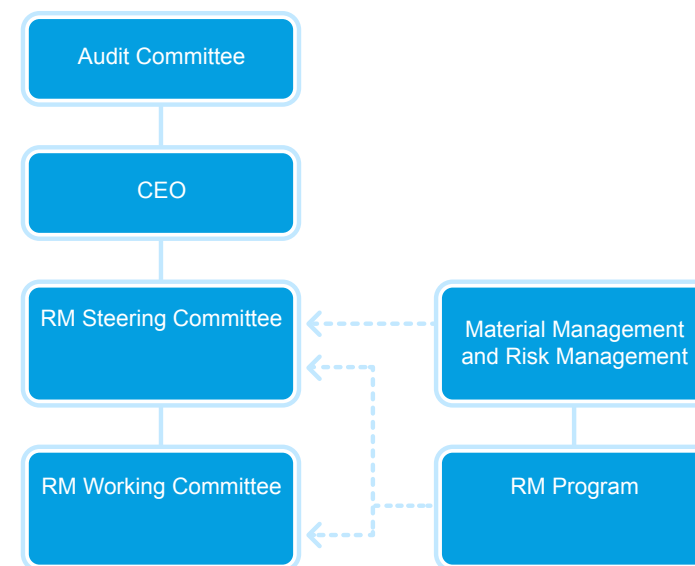 Audit Committee
CEO
RM Steering Committee
Material Management
and Risk Management
RM Working Committee
RM Program